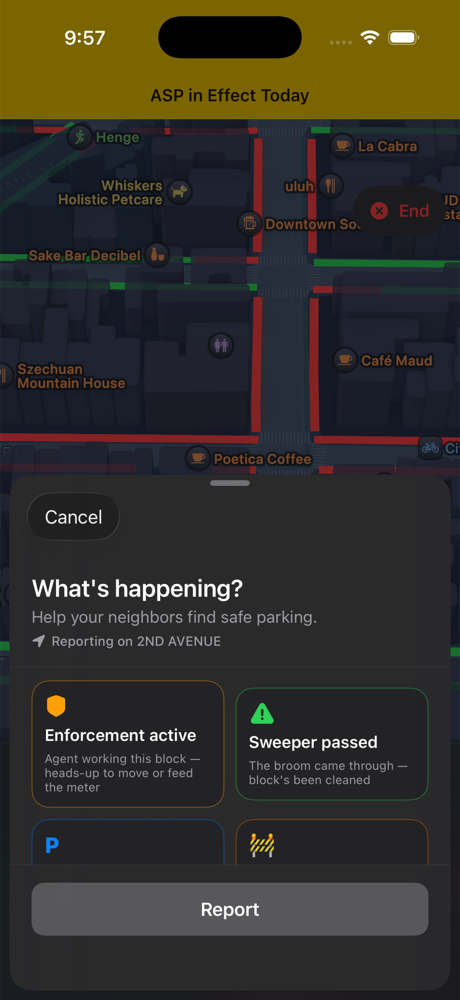 9:57
ASP in Effect Today
Henge
La Cabra
Whiskers
Holistic Petcare
uluh
End
Downtown So
Sake Bar Decibel
Café Maud
Szechuan
Mountain House
Poetica Coffee
Ci
Cancel
What's happening?
Help your neighbors find safe parking.
Reporting on 2ND AVENUE
Enforcement active
Agent working this block —
heads-up to move or feed
the meter
Sweeper passed
The broom came through —
block's been cleaned
P
Report